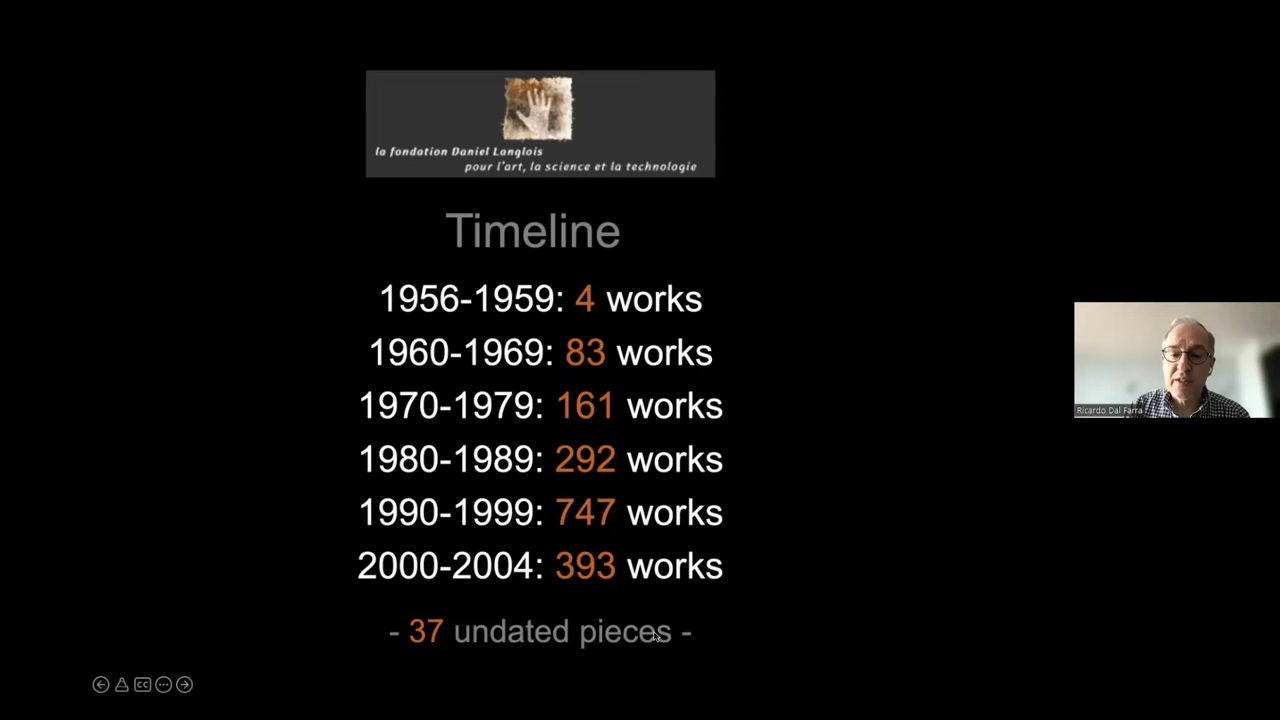 la fondation Daniel Langlois
pour l'art, la science et la technologie
Timeline
1956-1959: 4 works
1960-1969: 83 works
1970-1979: 161 works
1980-1989: 292 works
1990-1999: 747 works
2000-2004: 393 works
- 37 undated pieces -
Ricardo Dal Farra
CC